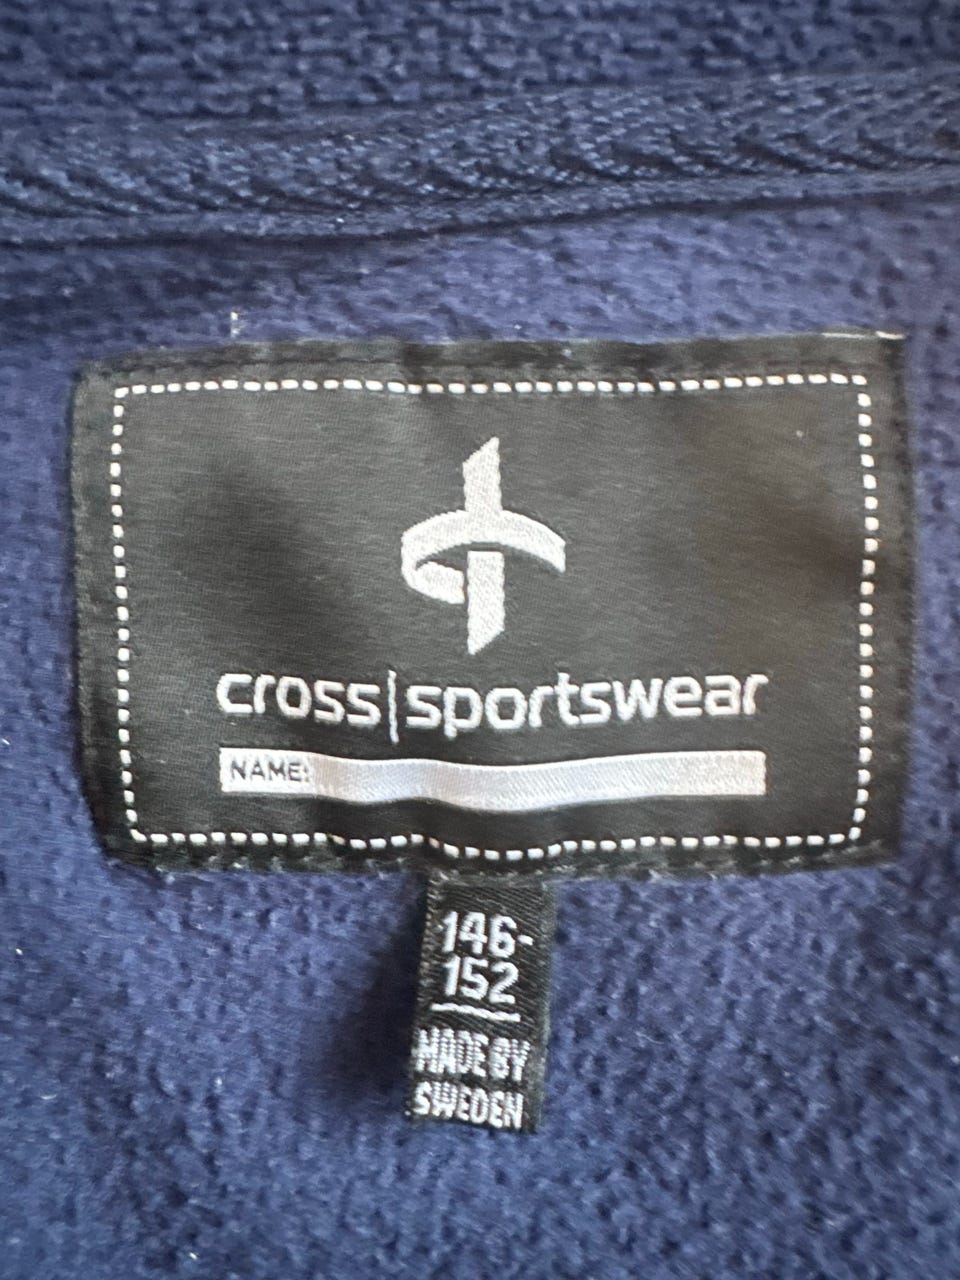 cross|sportswear
NAME:
146-
152
MADE BY
SWEDEN